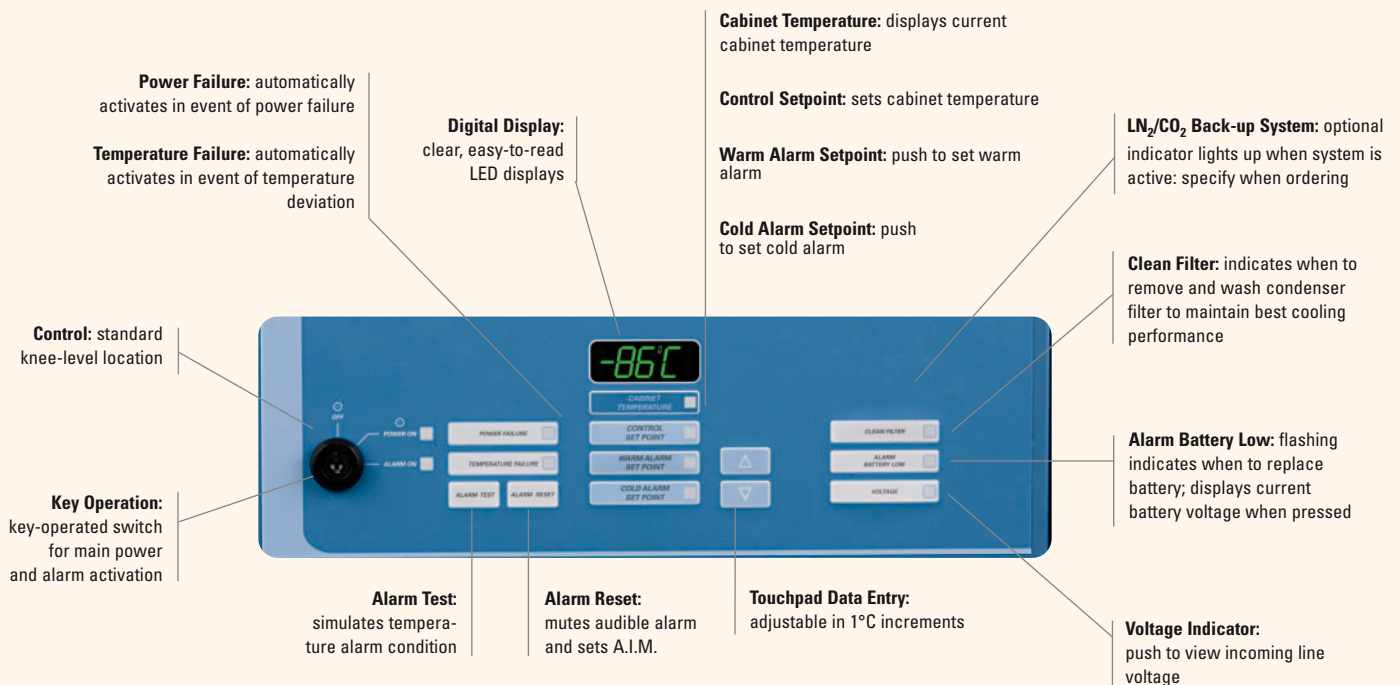 Power Failure: automatically
activates in event of power failure
Temperature Failure: automatically
activates in event of temperature
deviation
Digital Display:
clear, easy-to-read
LED displays
Cabinet Temperature: displays current
cabinet temperature
Control Setpoint: sets cabinet temperature
Warm Alarm Setpoint: push to set warm
alarm
Cold Alarm Setpoint: push
to set cold alarm
LN₂/CO₂ Back-up System: optional
indicator lights up when system is
active: specify when ordering
Clean Filter: indicates when to
remove and wash condenser
filter to maintain best cooling
performance
Control: standard
knee-level location
Key Operation:
key-operated switch
for main power
and alarm activation
-86°C
CABINET
TEMPERATURE
OFF
POWER ON
ALARM ON
POWER FAILURE
TEMPERATURE FAILURE
ALARM TEST
ALARM RESET
CONTROL
SET POINT
WARM ALARM
SET POINT
COLD ALARM
SET POINT
CLEAN FILTER
ALARM
BATTERY LOW
VOLTAGE
Alarm Battery Low: flashing
indicates when to replace
battery; displays current
battery voltage when pressed
Alarm Test:
simulates tempera-
ture alarm condition
Alarm Reset:
mutes audible alarm
and sets A.I.M.
Touchpad Data Entry:
adjustable in 1°C increments
Voltage Indicator:
push to view incoming line
voltage